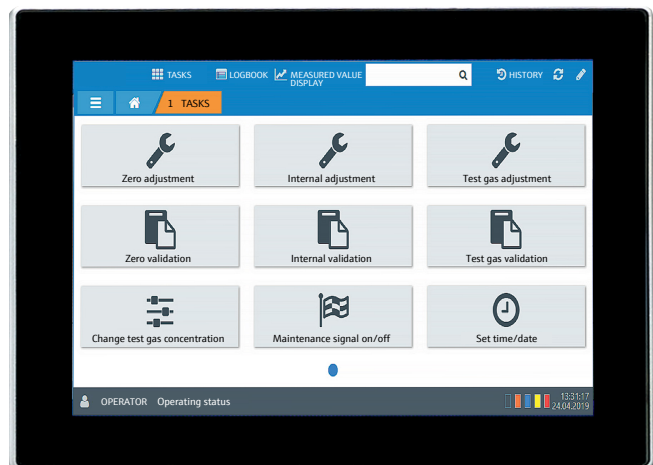 TASKS
LOGBOOK
MEASURED VALUE
DISPLAY
HISTORY
1 TASKS
Zero adjustment
Internal adjustment
Test gas adjustment
Zero validation
Internal validation
Test gas validation
Change test gas concentration
Maintenance signal on/off
Set time/date
OPERATOR Operating status
13:31:17
24.04.2019